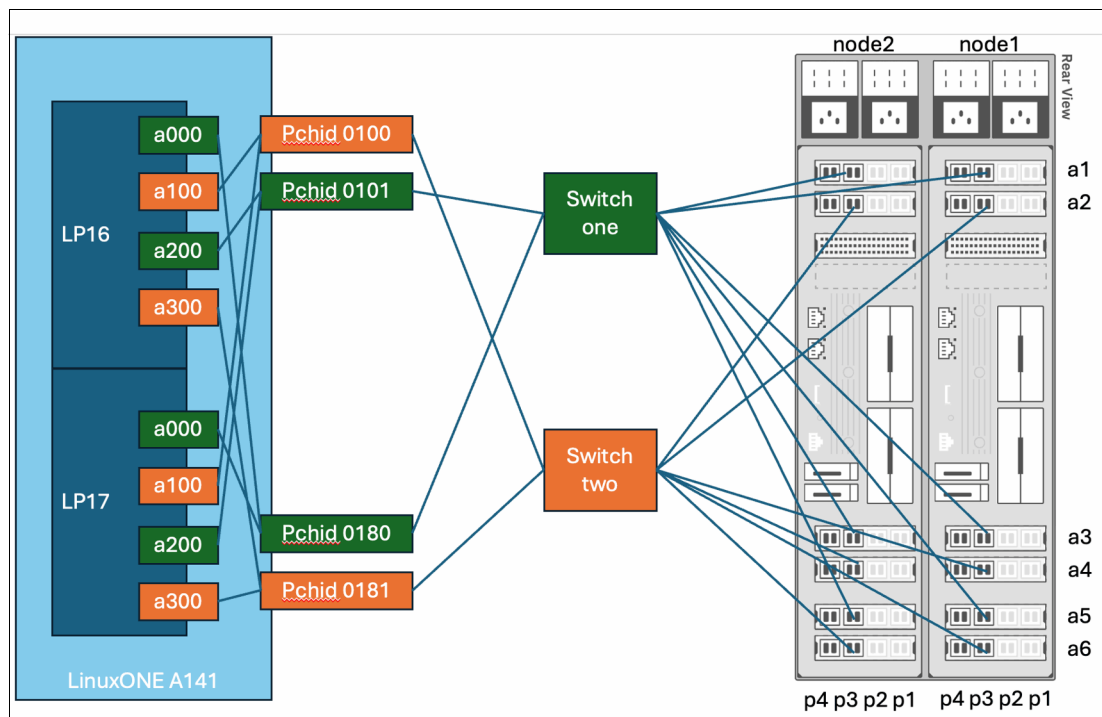 node2
node1
Rear View
LP16
a000
a100
a200
a300
LP17
a000
a100
a200
a300
LinuxONE A141
Pchid 0100
Pchid 0101
Pchid 0180
Pchid 0181
Switch
one
Switch
two
a1
a2
a3
a4
a5
a6
p4 p3 p2 p1
p4 p3 p2 p1